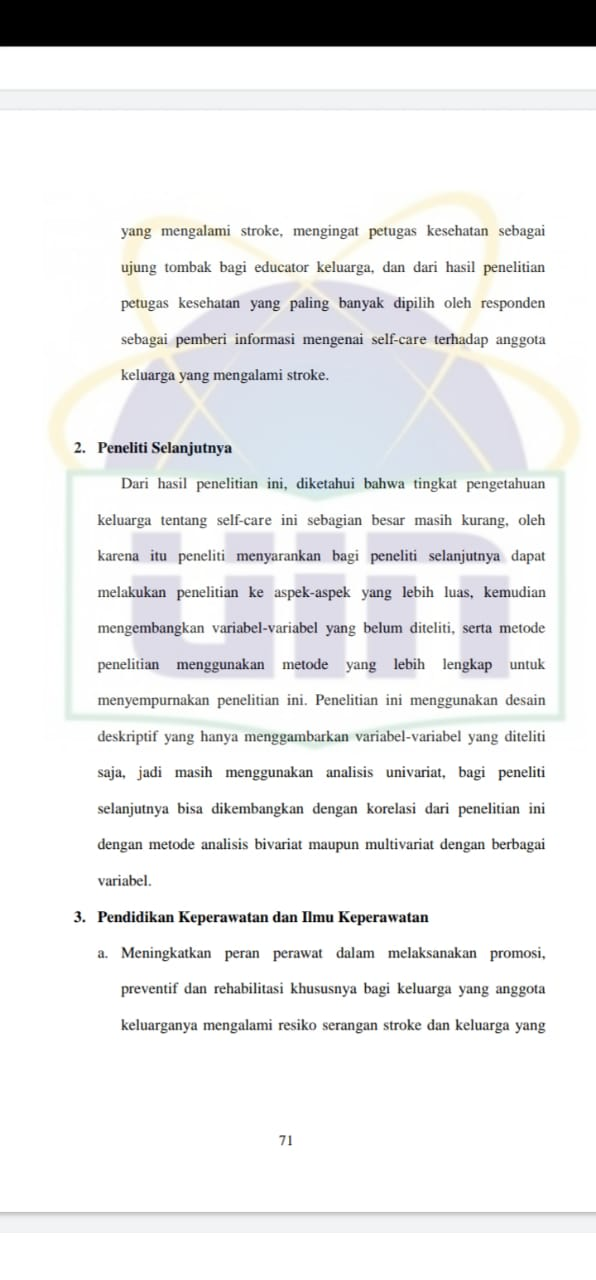 yang mengalami stroke, mengingat petugas kesehatan sebagai
ujung tombak bagi educator keluarga, dan dari hasil penelitian
petugas kesehatan yang paling banyak dipilih oleh responden
sebagai pemberi informasi mengenai self-care terhadap anggota
keluarga yang mengalami stroke.
2. Peneliti Selanjutnya
Dari hasil penelitian ini, diketahui bahwa tingkat pengetahuan
keluarga tentang self-care ini sebagian besar masih kurang, oleh
karena itu peneliti menyarankan bagi peneliti selanjutnya dapat
melakukan penelitian ke aspek-aspek yang lebih luas, kemudian
mengembangkan variabel-variabel yang belum diteliti, serta metode
penelitian menggunakan metode yang lebih lengkap untuk
menyempurnakan penelitian ini. Penelitian ini menggunakan desain
deskriptif yang hanya menggambarkan variabel-variabel yang diteliti
saja, jadi masih menggunakan analisis univariat, bagi peneliti
selanjutnya bisa dikembangkan dengan korelasi dari penelitian ini
dengan metode analisis bivariat maupun multivariat dengan berbagai
variabel.
3. Pendidikan Keperawatan dan Ilmu Keperawatan
a. Meningkatkan peran perawat dalam melaksanakan promosi,
preventif dan rehabilitasi khususnya bagi keluarga yang anggota
keluarganya mengalami resiko serangan stroke dan keluarga yang
71
uin